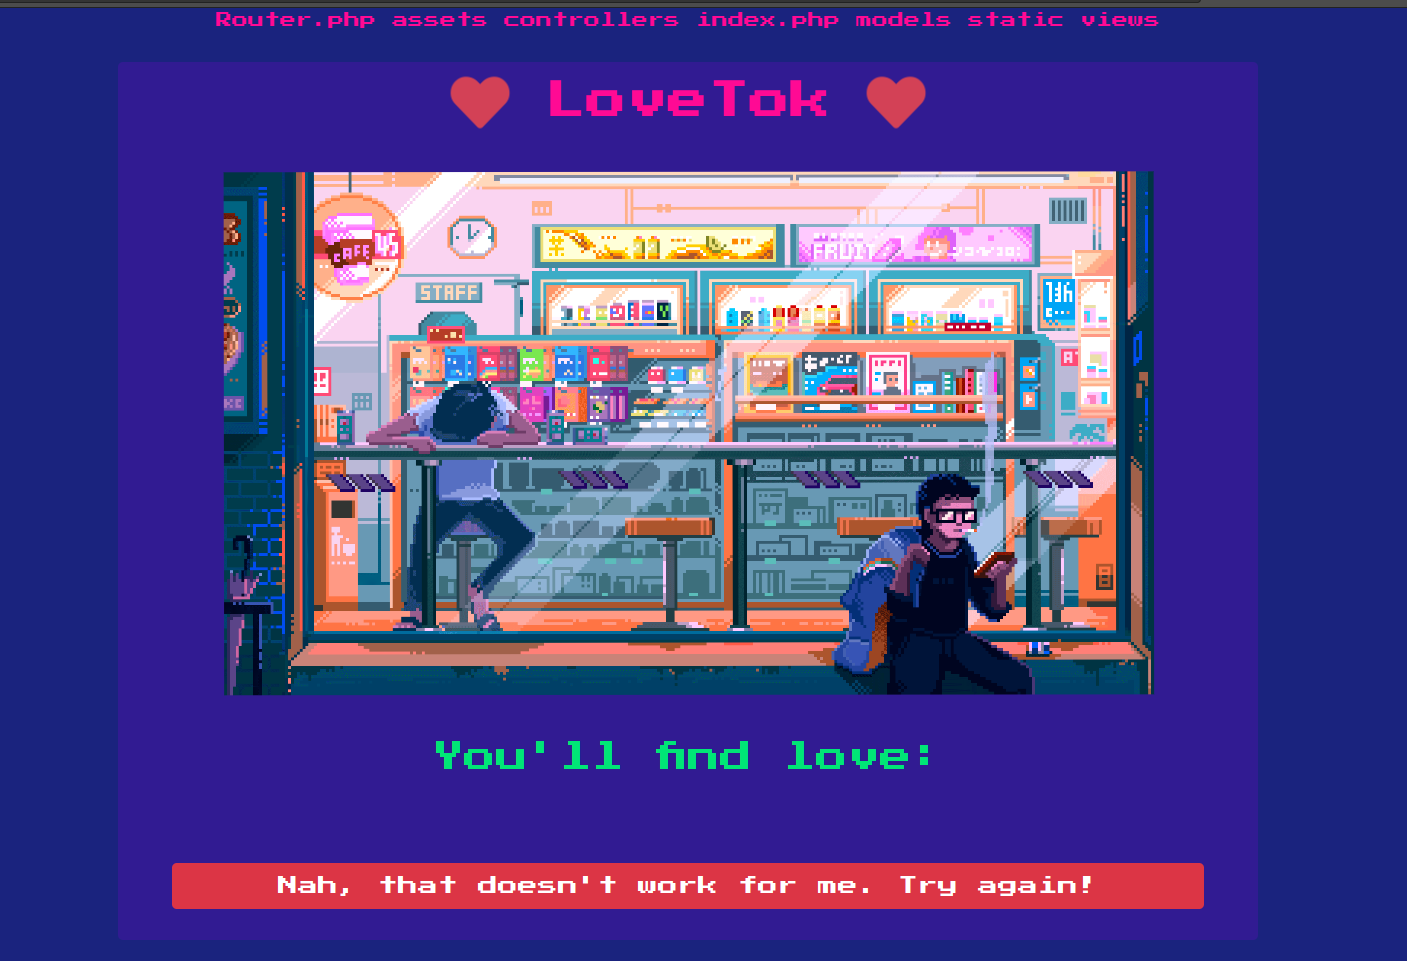 Router.php assets controllers index.php models static views
LoveTok
CAFE
STAFF
FRUIT
You'll find love:
Nah, that doesn't work for me. Try again!